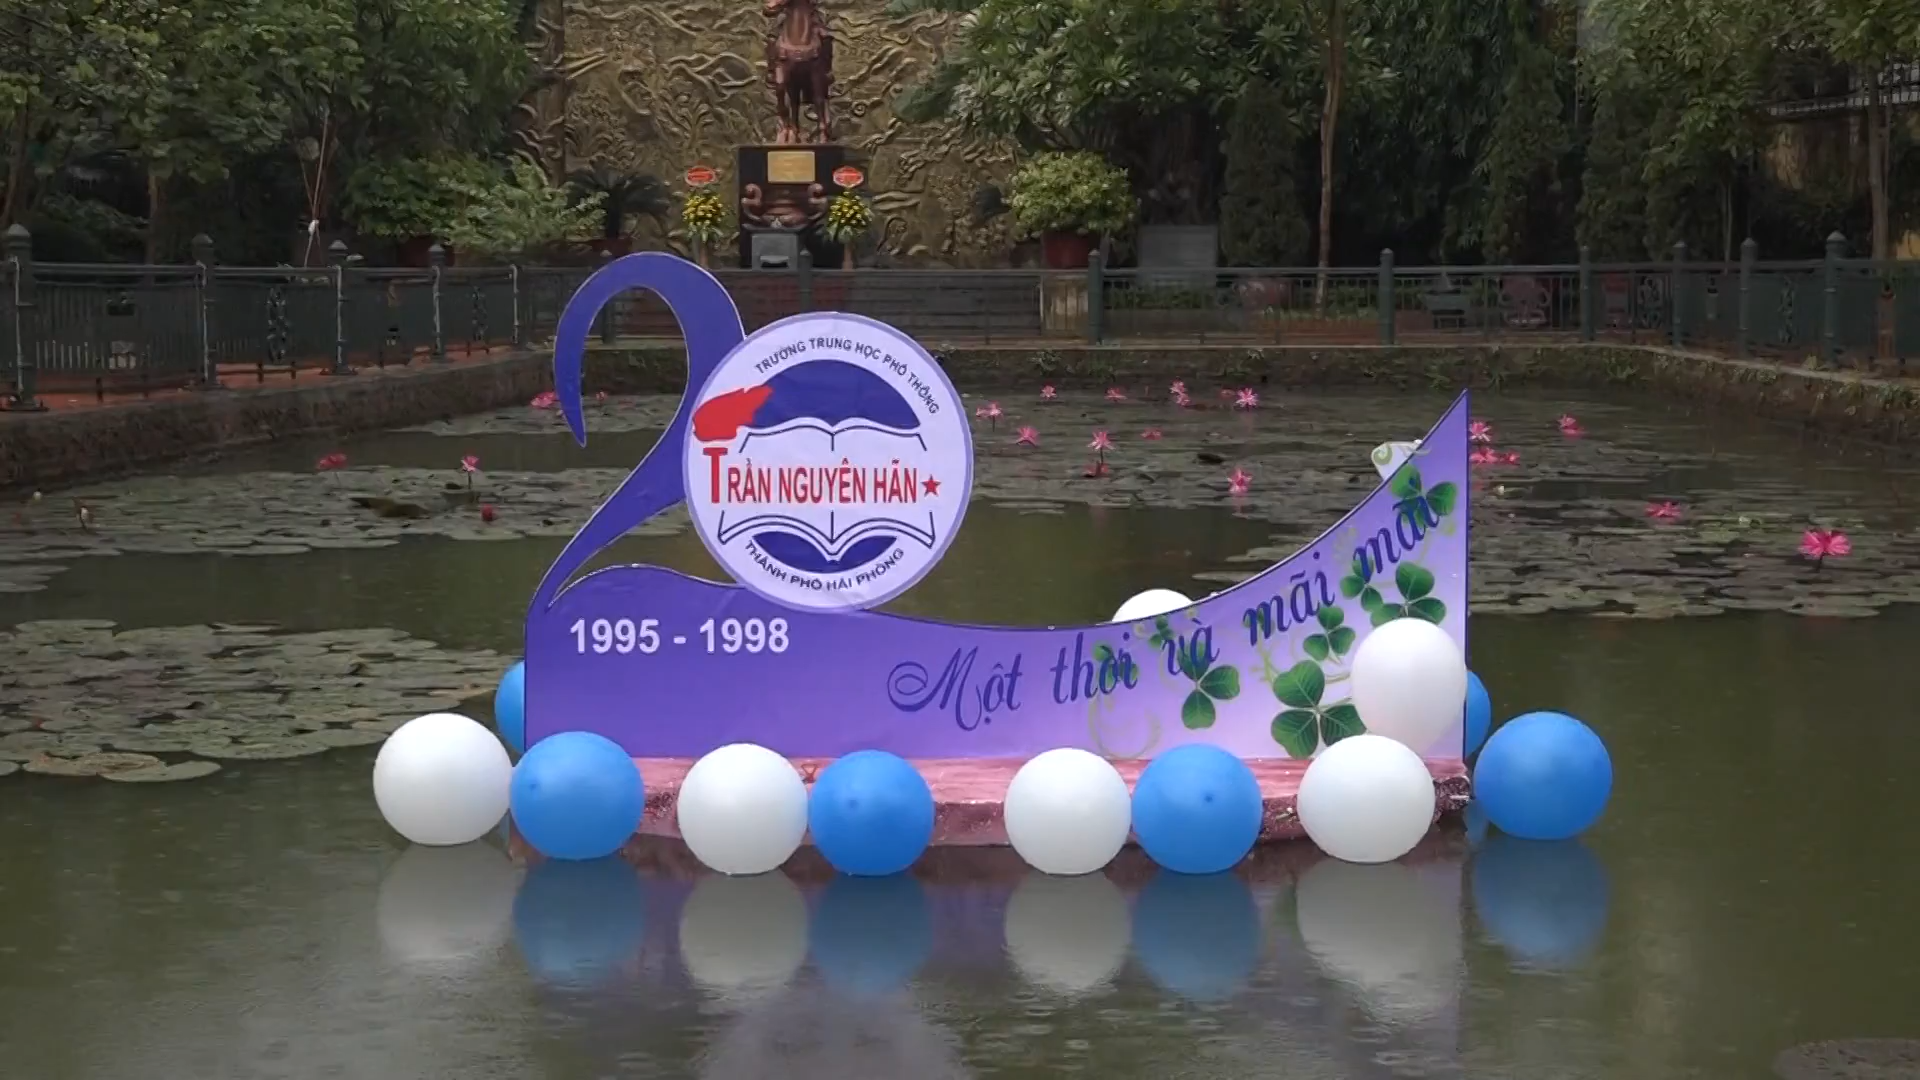 TRƯỜNG TRUNG HỌC PHỔ THÔNG
TRẦN NGUYÊN HÃN
THÀNH PHỐ HẢI PHÒNG
1995 - 1998
Một thời và mãi mãi